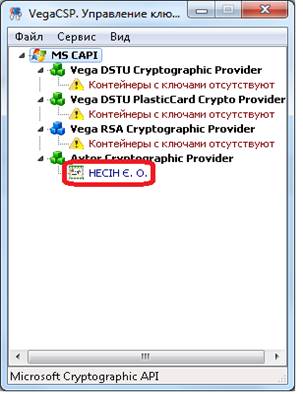 VegaCSP. Управление клю...
Файл Сервис Вид
MS CAPI
Vega DSTU Cryptographic Provider
Контейнеры с ключами отсутствуют
Vega DSTU PlasticCard Crypto Provider
Контейнеры с ключами отсутствуют
Vega RSA Cryptographic Provider
Контейнеры с ключами отсутствуют
Avtor Cryptographic Provider
НЕСІН Є. О.
Microsoft Cryptographic API